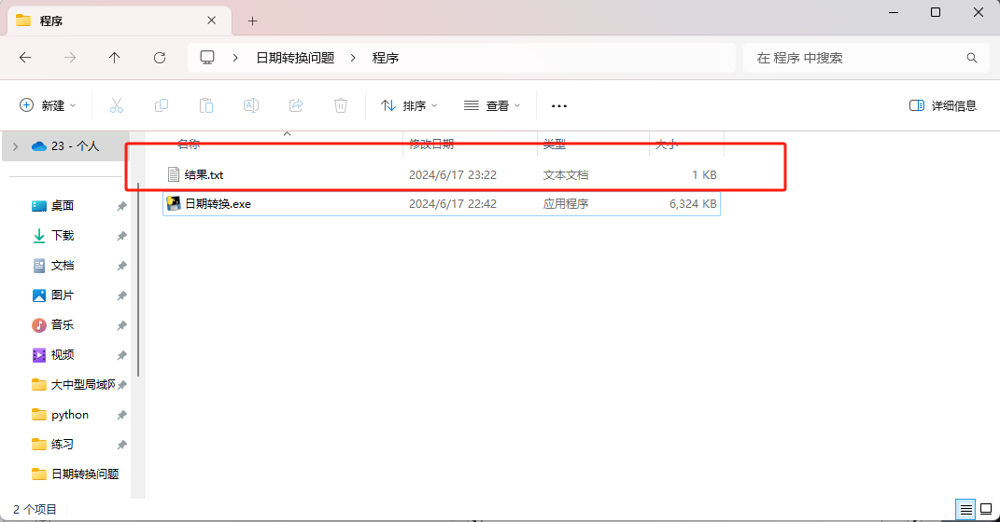 程序
日期转换问题 程序
在 程序 中搜索
新建 排序 查看 详细信息
名称 修改日期 类型 大小
23 - 个人
结果.txt 2024/6/17 23:22 文本文档 1 KB
日期转换.exe 2024/6/17 22:42 应用程序 6,324 KB
桌面
下载
文档
图片
音乐
视频
大中型局域网
python
练习
日期转换问题
2 个项目